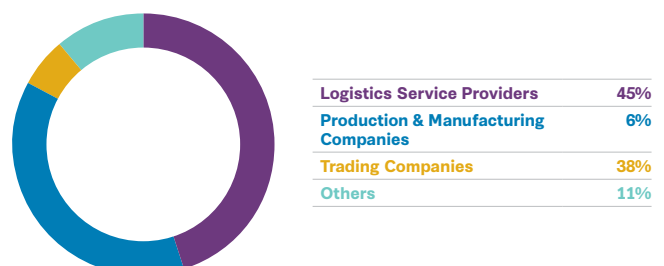 Logistics Service Providers 45%
Production & Manufacturing 6%
Companies
Trading Companies 38%
Others 11%